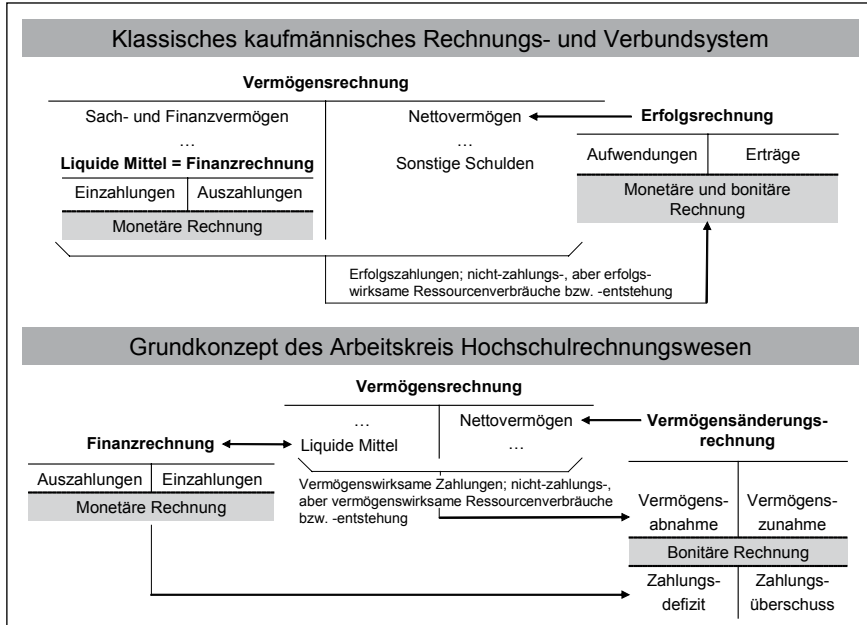 Klassisches kaufmännisches Rechnungs- und Verbundsystem
Vermögensrechnung
Sach- und Finanzvermögen
…
Liquide Mittel = Finanzrechnung
Einzahlungen Auszahlungen
Monetäre Rechnung
Nettovermögen
…
Sonstige Schulden
Erfolgsrechnung
Aufwendungen Erträge
Monetäre und bonitäre
Rechnung
Erfolgszahlungen; nicht-zahlungs-, aber erfolgs-
wirksame Ressourcenverbräuche bzw. -entstehung
Grundkonzept des Arbeitskreis Hochschulrechnungswesen
Vermögensrechnung
…
Liquide Mittel
Nettovermögen
…
Finanzrechnung
Auszahlungen Einzahlungen
Monetäre Rechnung
Vermögenswirksame Zahlungen; nicht-zahlungs-,
aber vermögenswirksame Ressourcenverbräuche
bzw. -entstehung
Vermögensänderungs-
rechnung
Vermögens-
abnahme
Vermögens-
zunahme
Bonitäre Rechnung
Zahlungs-
defizit
Zahlungs-
überschuss